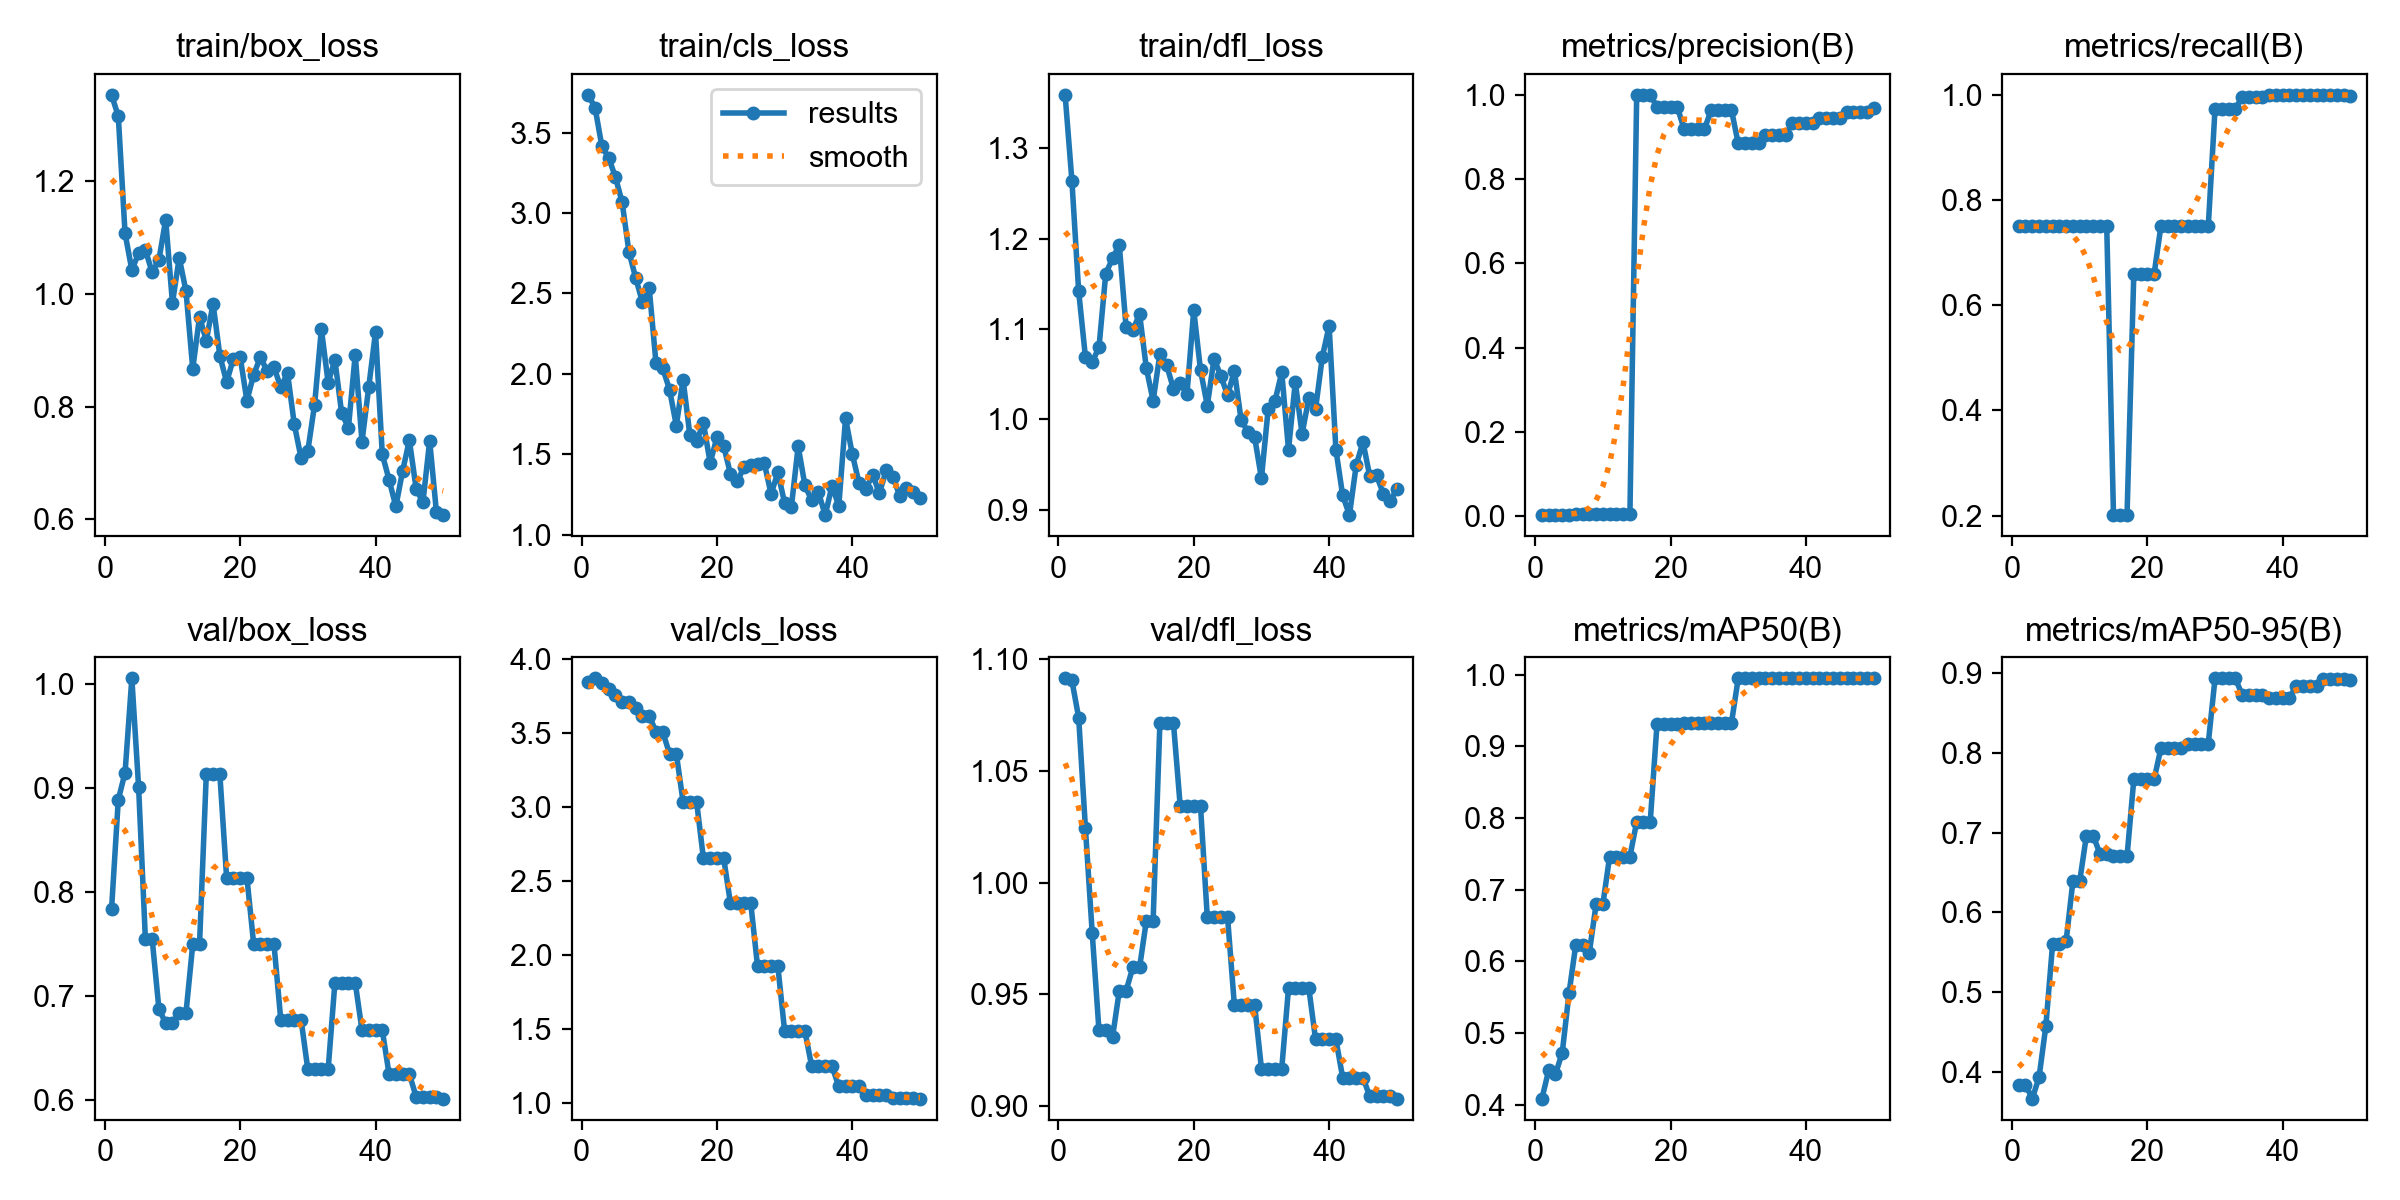 train/box_loss
train/cls_loss
train/dfl_loss
metrics/precision(B)
metrics/recall(B)
1.2
1.0
0.8
0.6
0 20 40
results
smooth
3.5
3.0
2.5
2.0
1.5
1.0
0 20 40
1.3
1.2
1.1
1.0
0.9
0 20 40
1.0
0.8
0.6
0.4
0.2
0.0
0 20 40
1.0
0.8
0.6
0.4
0.2
0 20 40
val/box_loss
val/cls_loss
val/dfl_loss
metrics/mAP50(B)
metrics/mAP50-95(B)
1.0
0.9
0.8
0.7
0.6
0 20 40
4.0
3.5
3.0
2.5
2.0
1.5
1.0
0 20 40
1.10
1.05
1.00
0.95
0.90
0 20 40
1.0
0.9
0.8
0.7
0.6
0.5
0.4
0 20 40
0.9
0.8
0.7
0.6
0.5
0.4
0 20 40